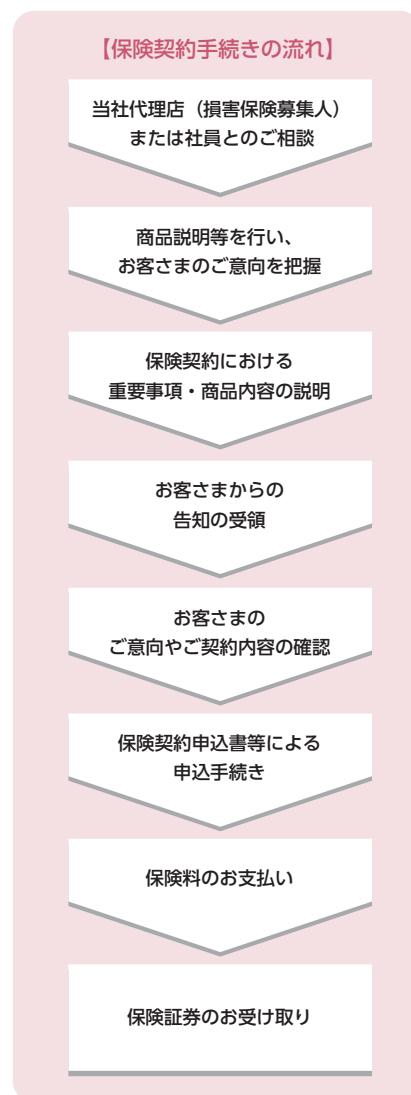 【保険契約手続きの流れ】
当社代理店（損害保険募集人）
または社員とのご相談
商品説明等を行い、
お客さまのご意向を把握
保険契約における
重要事項・商品内容の説明
お客さまからの
告知の受領
お客さまの
ご意向やご契約内容の確認
保険契約申込書等による
申込手続き
保険料のお支払い
保険証券のお受け取り